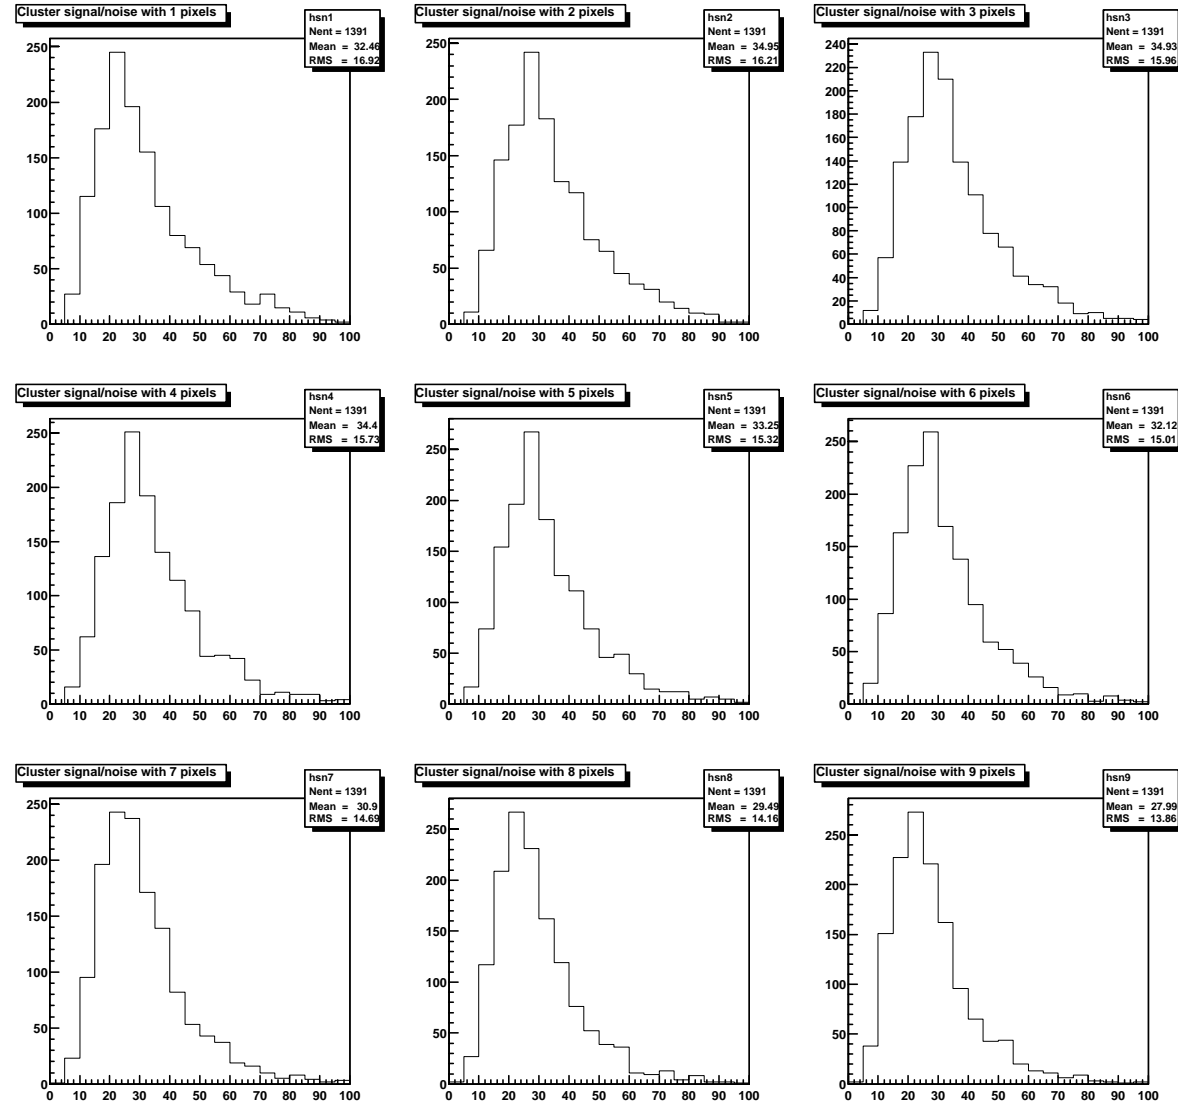 Cluster signal/noise with 1 pixels
hsn1
Nent = 1391
Mean = 32.46
RMS = 16.92
250
200
150
100
50
0
0 10 20 30 40 50 60 70 80 90 100
Cluster signal/noise with 2 pixels
hsn2
Nent = 1391
Mean = 34.95
RMS = 16.21
250
200
150
100
50
0
0 10 20 30 40 50 60 70 80 90 100
Cluster signal/noise with 3 pixels
hsn3
Nent = 1391
Mean = 34.93
RMS = 15.96
240
220
200
180
160
140
120
100
80
60
40
20
0
0 10 20 30 40 50 60 70 80 90 100
Cluster signal/noise with 4 pixels
hsn4
Nent = 1391
Mean = 34.4
RMS = 15.73
250
200
150
100
50
0
0 10 20 30 40 50 60 70 80 90 100
Cluster signal/noise with 5 pixels
hsn5
Nent = 1391
Mean = 33.25
RMS = 15.32
250
200
150
100
50
0
0 10 20 30 40 50 60 70 80 90 100
Cluster signal/noise with 6 pixels
hsn6
Nent = 1391
Mean = 32.12
RMS = 15.01
250
200
150
100
50
0
0 10 20 30 40 50 60 70 80 90 100
Cluster signal/noise with 7 pixels
hsn7
Nent = 1391
Mean = 30.9
RMS = 14.69
250
200
150
100
50
0
0 10 20 30 40 50 60 70 80 90 100
Cluster signal/noise with 8 pixels
hsn8
Nent = 1391
Mean = 29.49
RMS = 14.16
250
200
150
100
50
0
0 10 20 30 40 50 60 70 80 90 100
Cluster signal/noise with 9 pixels
hsn9
Nent = 1391
Mean = 27.99
RMS = 13.86
250
200
150
100
50
0
0 10 20 30 40 50 60 70 80 90 100